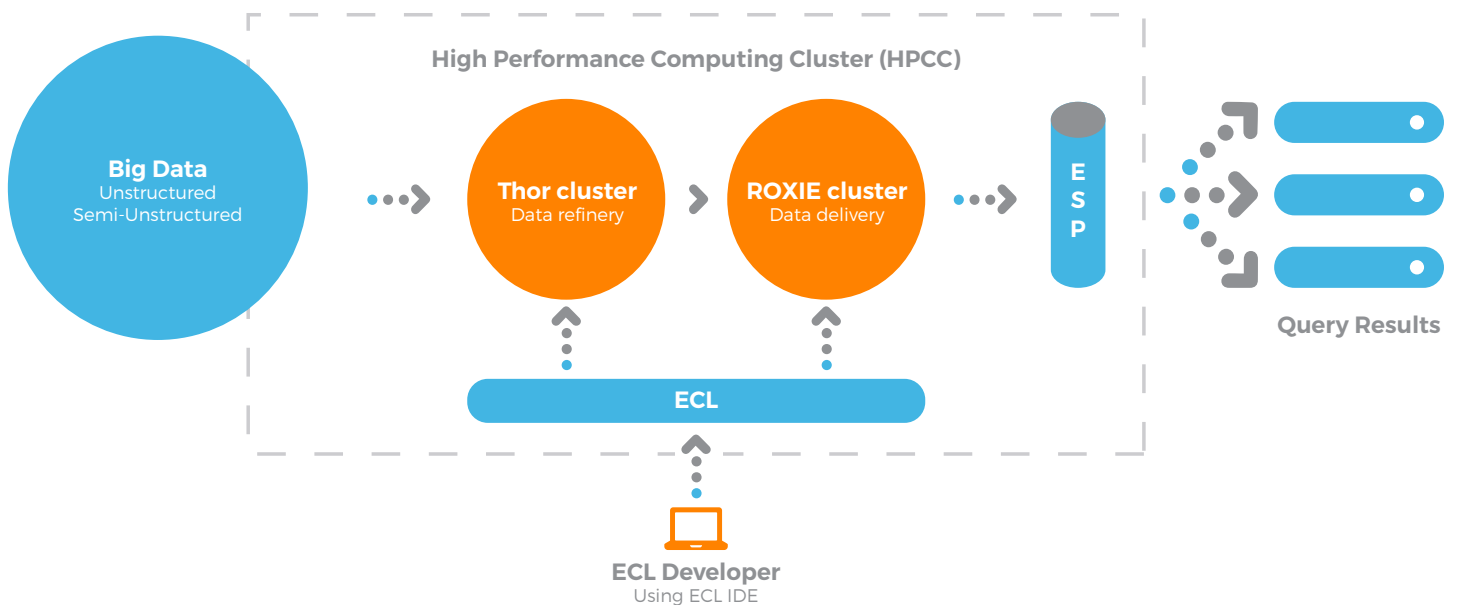 High Performance Computing Cluster (HPCC)
Big Data
Unstructured
Semi-Unstructured
Thor cluster
Data refinery
ROXIE cluster
Data delivery
E
S
P
Query Results
ECL
ECL Developer
Using ECL IDE